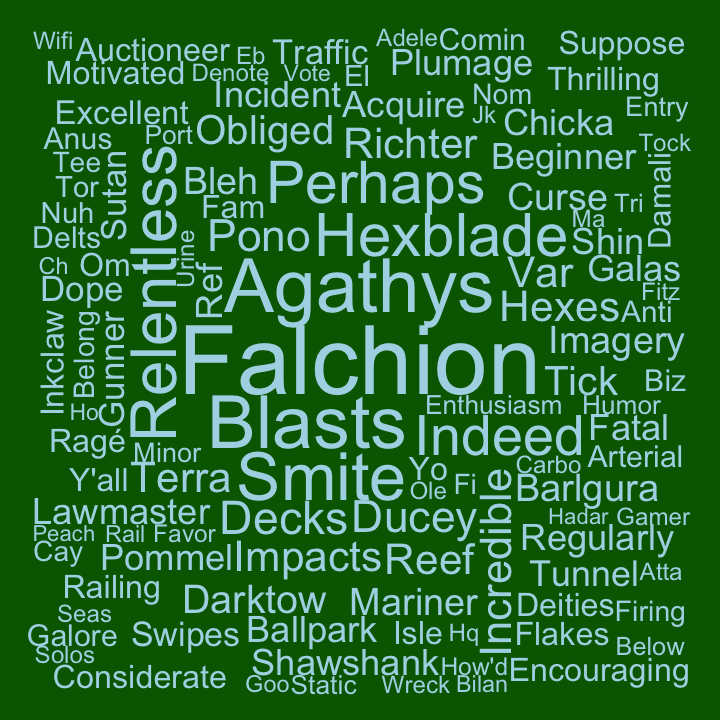 Wifi Auctioneer Eb Traffic Adele Comin Suppose
Motivated Denote Vote El Plumage Thrilling
Excellent Incident Acquire Nom Jk Chicka Entry
Anus Port Obliged Richter Beginner Tock
Tee Sutan Relentless Bleh Perhaps Curse Tri Damali
Tor Fam Ma
Nuh Pono Hexblade Shin
Delts Urine
Ch Om Ref Agathys Var Galas
Dope Hexes Anti Fitz
Inkclaw Belong Gunner Falchion Imagery
Tick Biz
Ho Blasts Enthusiasm Humor
Ragé Minor Indeed Fatal
Y'all Terra Smite Yo Ole Fi Carbo Arterial
Incredible Barlgura
Lawmaster Decks Ducey Hadar Gamer
Peach Rail Favor Regularly
Cay Pommel Impacts Reef Tunnel Atta
Railing Darktow Mariner Deities Firing
Seas
Galore Swipes Ballpark Isle Hq Flakes Below
Solos Shawshank How'd Encouraging
Considerate Goo Static Wreck Bilan